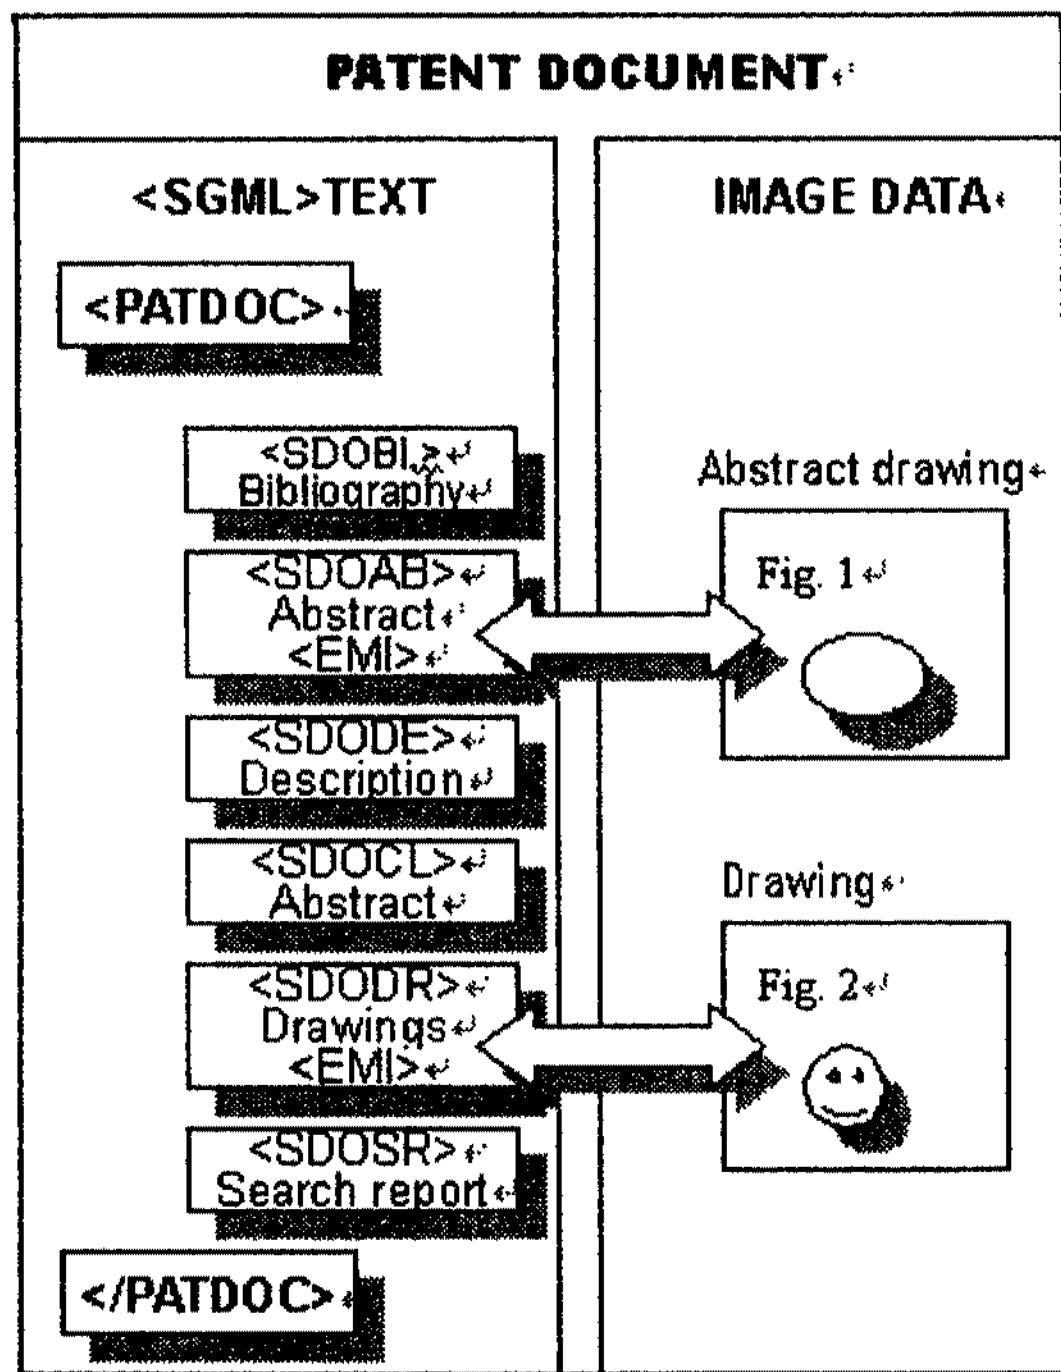 PATENT DOCUMENT
<SGML>TEXT
<PATDOC>
<SDOBI.>
Bibliography
<SDOAB>
Abstract
<EMI>
<SDODE>
Description
<SDOCL>
Abstract
<SDODR>
Drawings
<EMI>
<SDOSR>
Search report
</PATDOC>
IMAGE DATA
Abstract drawing
Fig. 1
Drawing
Fig. 2